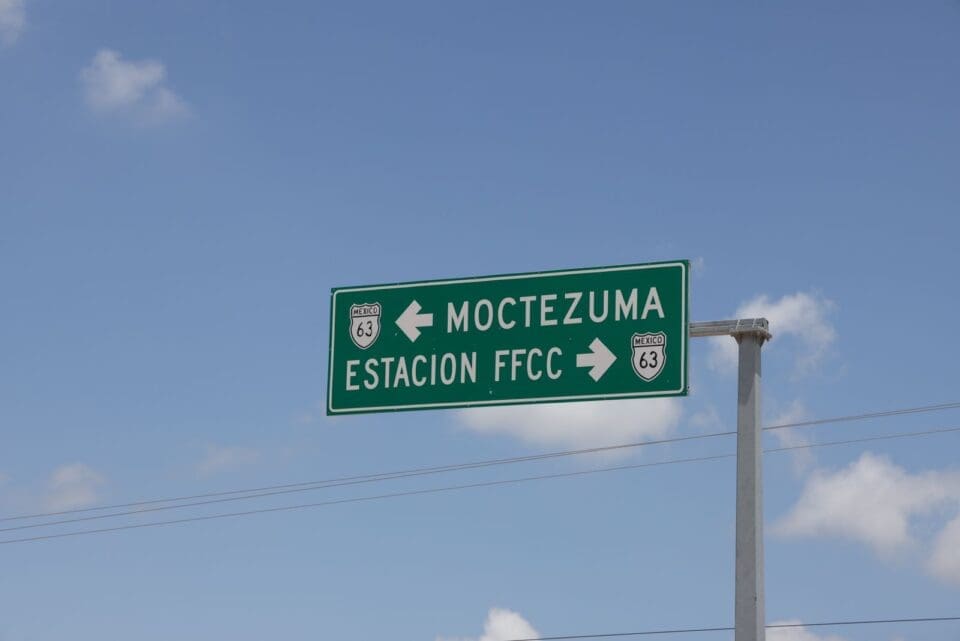 MEXICO
63
MOCTEZUMA
ESTACION FFCC
MEXICO
63